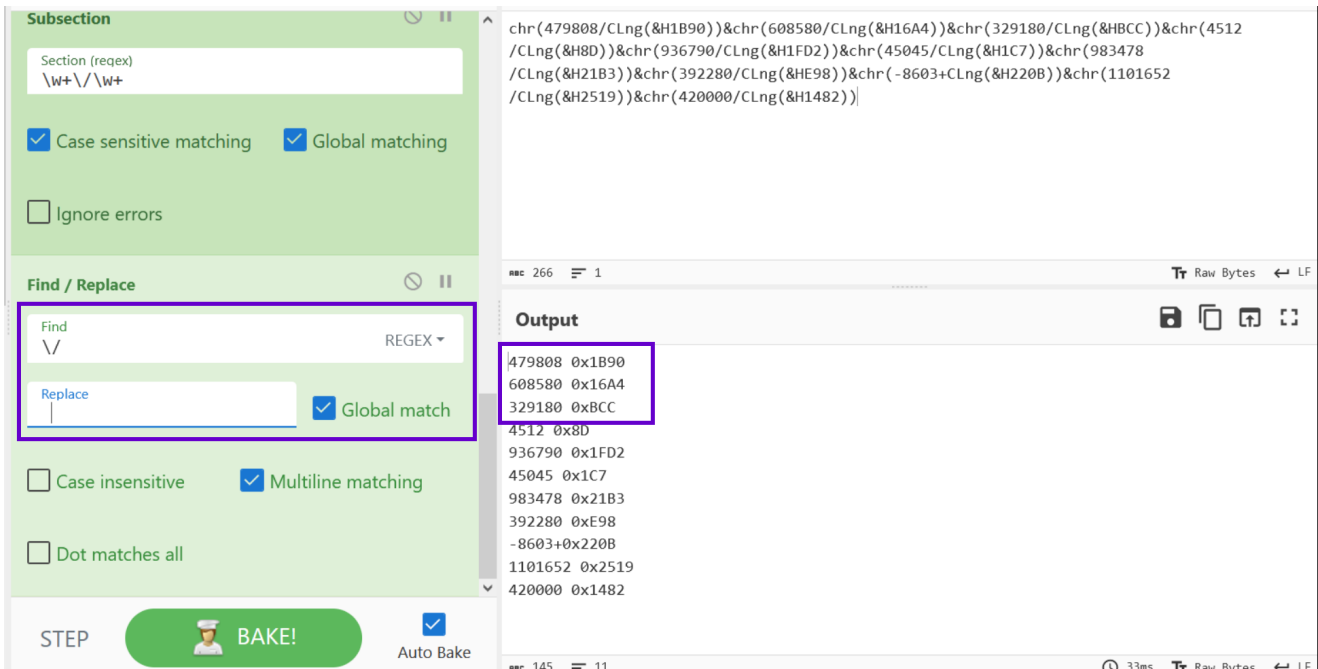 Subsection
Section (regex)
\w+\/\w+
Case sensitive matching
Global matching
Ignore errors
Find / Replace
Find
\/
REGEX
Replace
Global match
Case insensitive
Multiline matching
Dot matches all
STEP
BAKE!
Auto Bake
chr(479808/CLng(&H1B90))&chr(608580/CLng(&H16A4))&chr(329180/CLng(&HBCC))&chr(4512
/CLng(&H8D))&chr(936790/CLng(&H1FD2))&chr(45045/CLng(&H1C7))&chr(983478
/CLng(&H21B3))&chr(392280/CLng(&HE98))&chr(-8603+CLng(&H220B))&chr(1101652
/CLng(&H2519))&chr(420000/CLng(&H1482))
ABC 266 1
Tт Raw Bytes LF
Output
479808 0x1B90
608580 0x16A4
329180 0xBCC
4512 0x8D
936790 0x1FD2
45045 0x1C7
983478 0x21B3
392280 0xE98
-8603+0x220B
1101652 0x2519
420000 0x1482
ABC 145 11
33ms Tт Raw Bytes LF